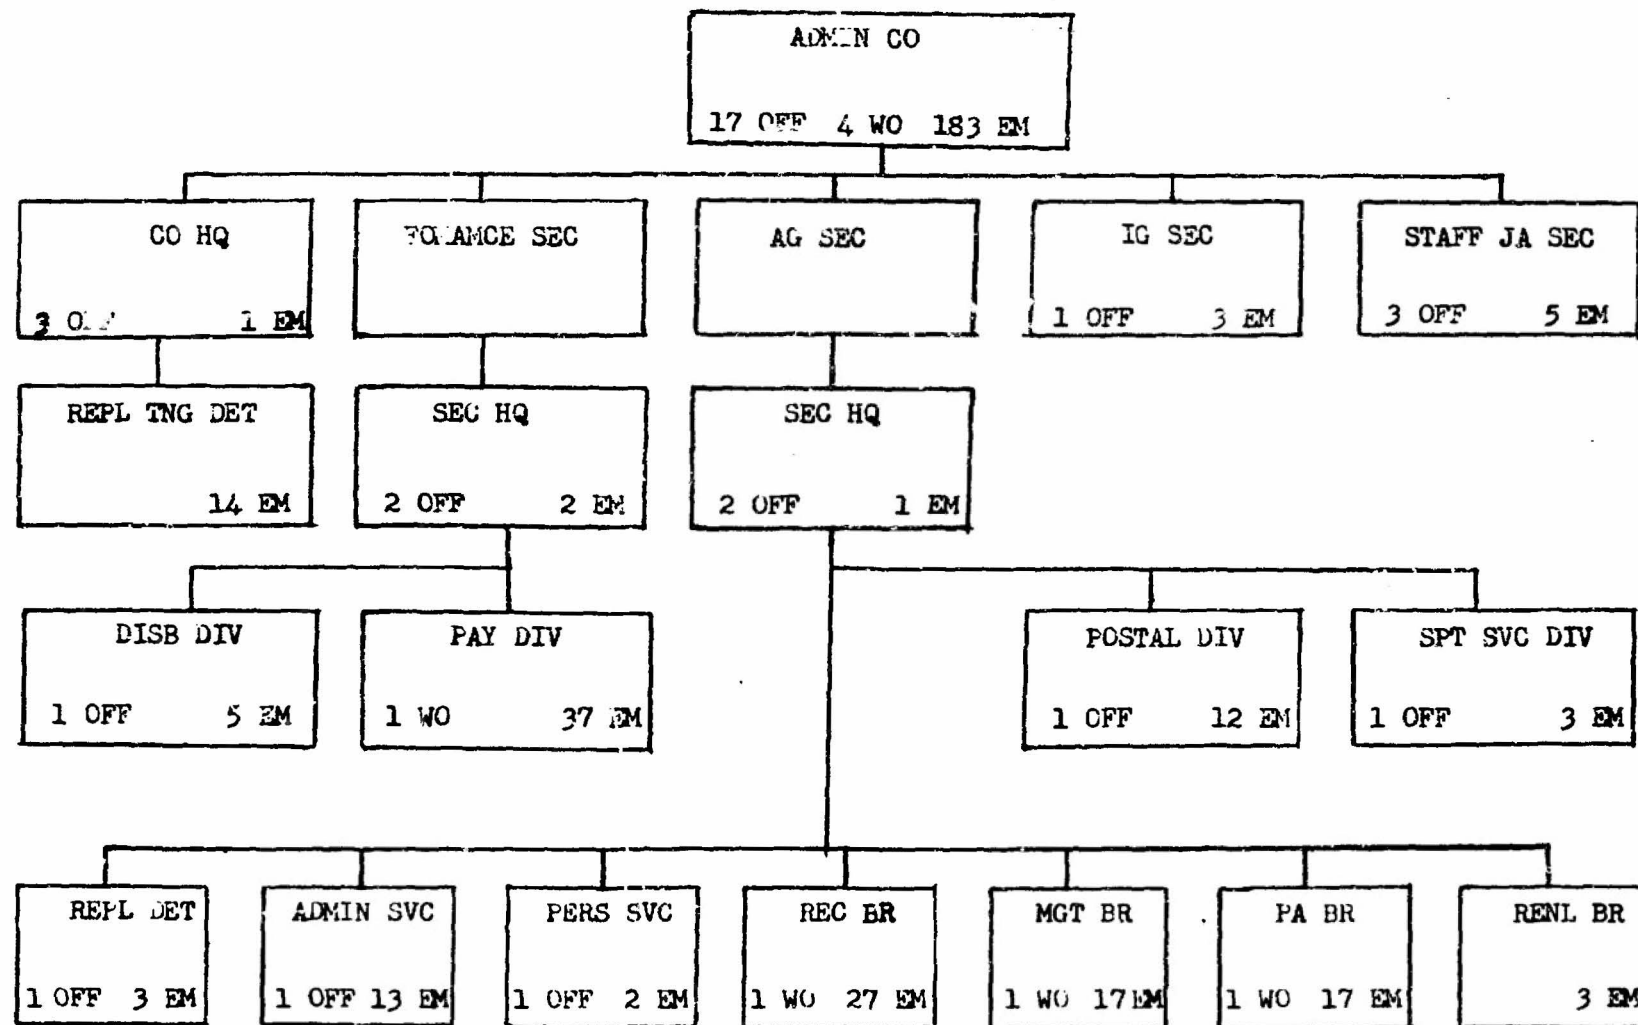 ADMIN CO
17 OFF 4 WO 183 EM
CO HQ
3 OFF 1 EM
SEC
AG SEC
IG SEC
1 OFF 3 EM
STAFF JA SEC
3 OFF 5 EM
REPL TNG DET
14 EM
SEC HQ
2 OFF 2 EM
SEC HQ
2 OFF 1 EM
DISB DIV
1 OFF 5 EM
PAY DIV
1 WO 37 EM
POSTAL DIV
1 OFF 12 EM
SPT SVC DIV
1 OFF 3 EM
REPL DET
1 OFF 3 EM
ADMIN SVC
1 OFF 13 EM
PERS SVC
1 OFF 2 EM
REC BR
1 WO 27 EM
MGT BR
1 WO 17 EM
PA BR
1 WO 17 EM
RENL BR
3 EM